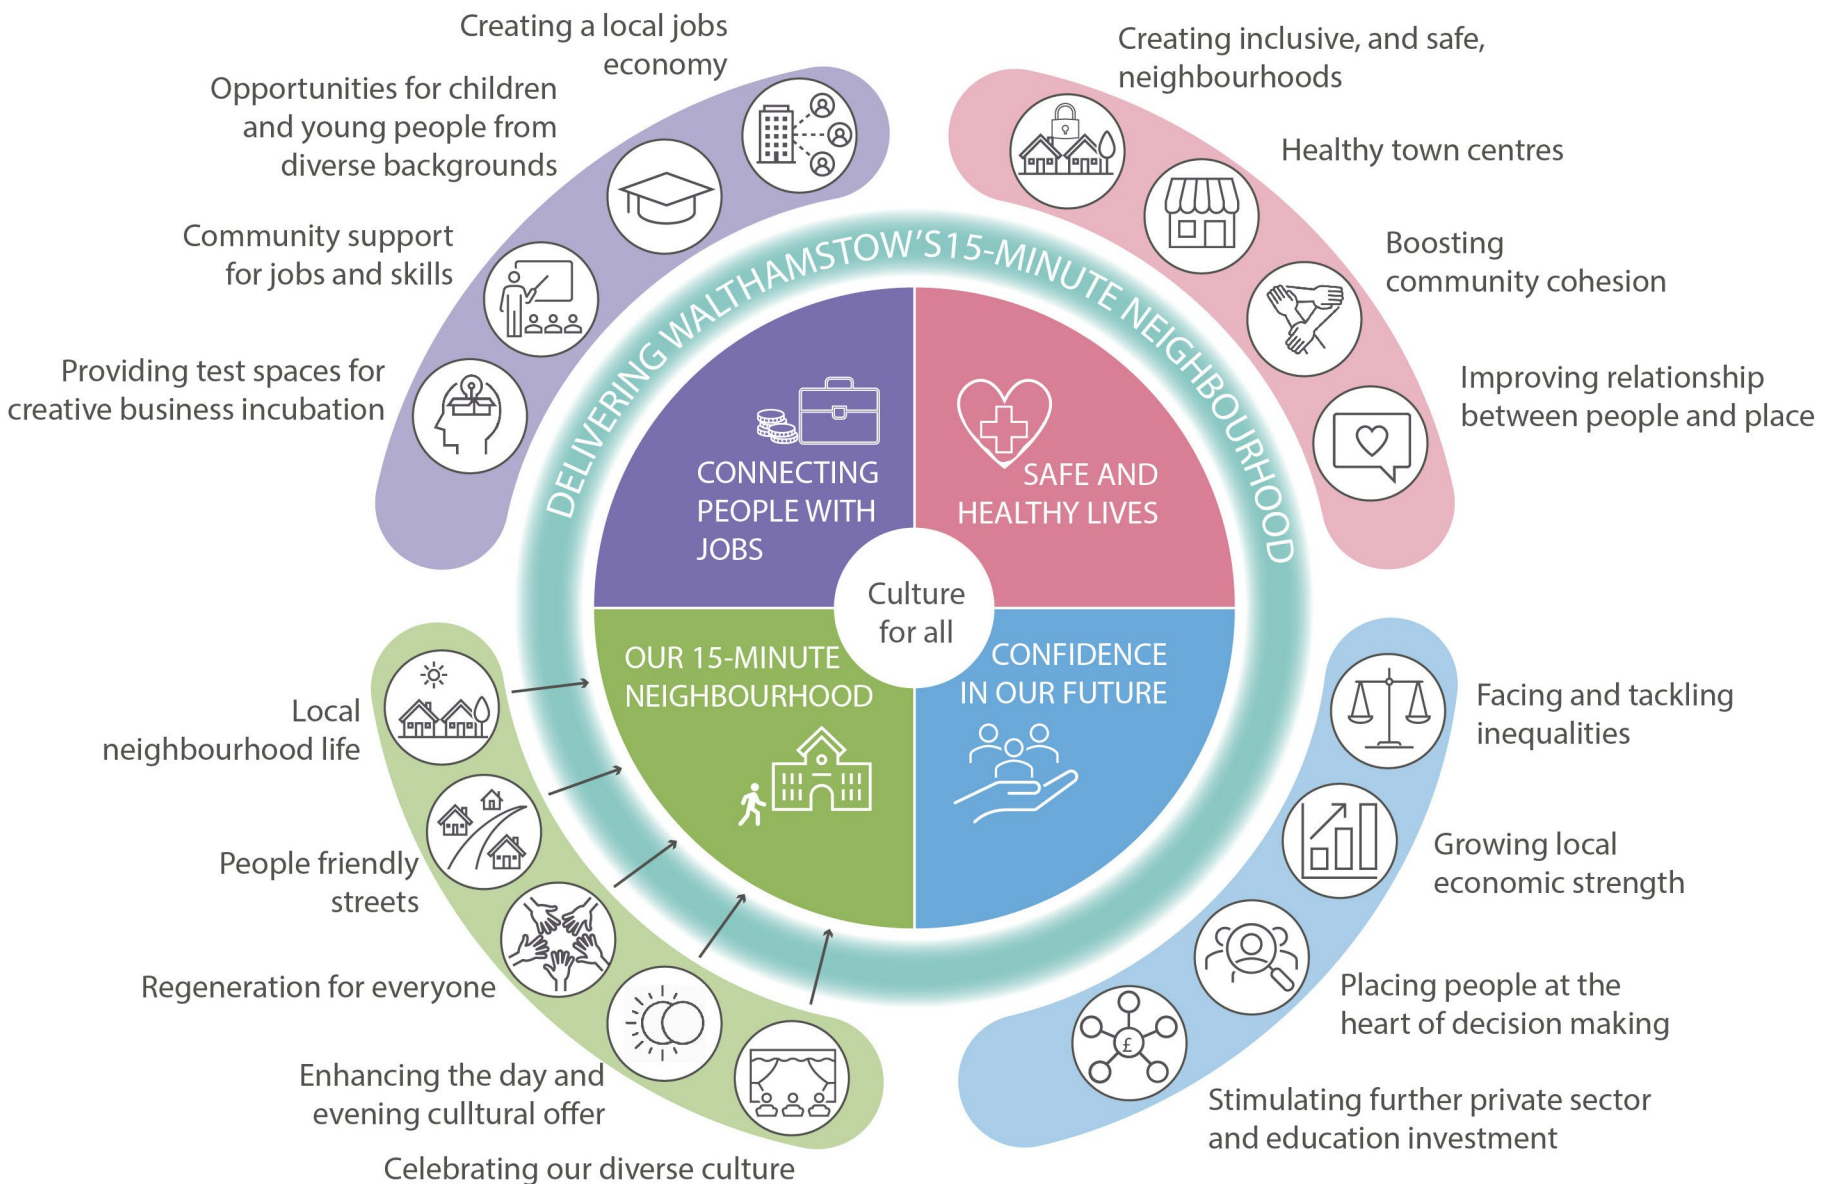 Creating a local jobs
economy
Opportunities for children
and young people from
diverse backgrounds
Community support
for jobs and skills
Providing test spaces for
creative business incubation
Creating inclusive, and safe,
neighbourhoods
Healthy town centres
Boosting
community cohesion
Improving relationship
between people and place
DELIVERING WALTHAMSTOW'S15-MINUTE NEIGHBOURHOOD
CONNECTING
PEOPLE WITH
JOBS
SAFE AND
HEALTHY LIVES
Culture
for all
OUR 15-MINUTE
NEIGHBOURHOOD
CONFIDENCE
IN OUR FUTURE
Local
neighbourhood life
People friendly
streets
Regeneration for everyone
Enhancing the day and
evening culltural offer
Celebrating our diverse culture
Facing and tackling
inequalities
Growing local
economic strength
Placing people at the
heart of decision making
£
Stimulating further private sector
and education investment